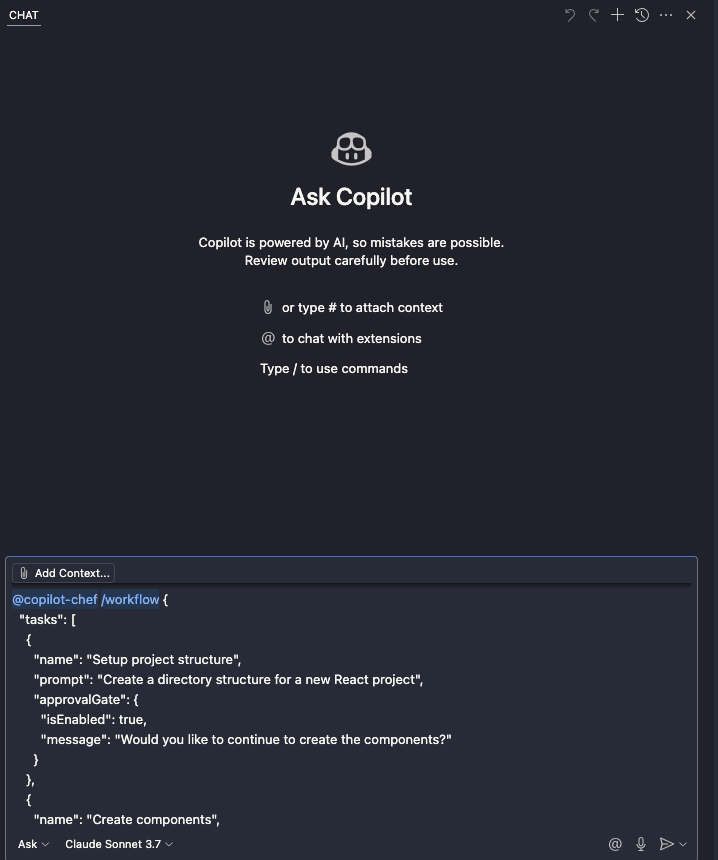 CHAT
Ask Copilot
Copilot is powered by AI, so mistakes are possible.
Review output carefully before use.
or type # to attach context
@ to chat with extensions
Type / to use commands
Add Context...
@copilot-chef /workflow {
"tasks": [
{
"name": "Setup project structure",
"prompt": "Create a directory structure for a new React project",
"approvalGate": {
"isEnabled": true,
"message": "Would you like to continue to create the components?"
}
},
{
"name": "Create components",
Ask Claude Sonnet 3.7 @